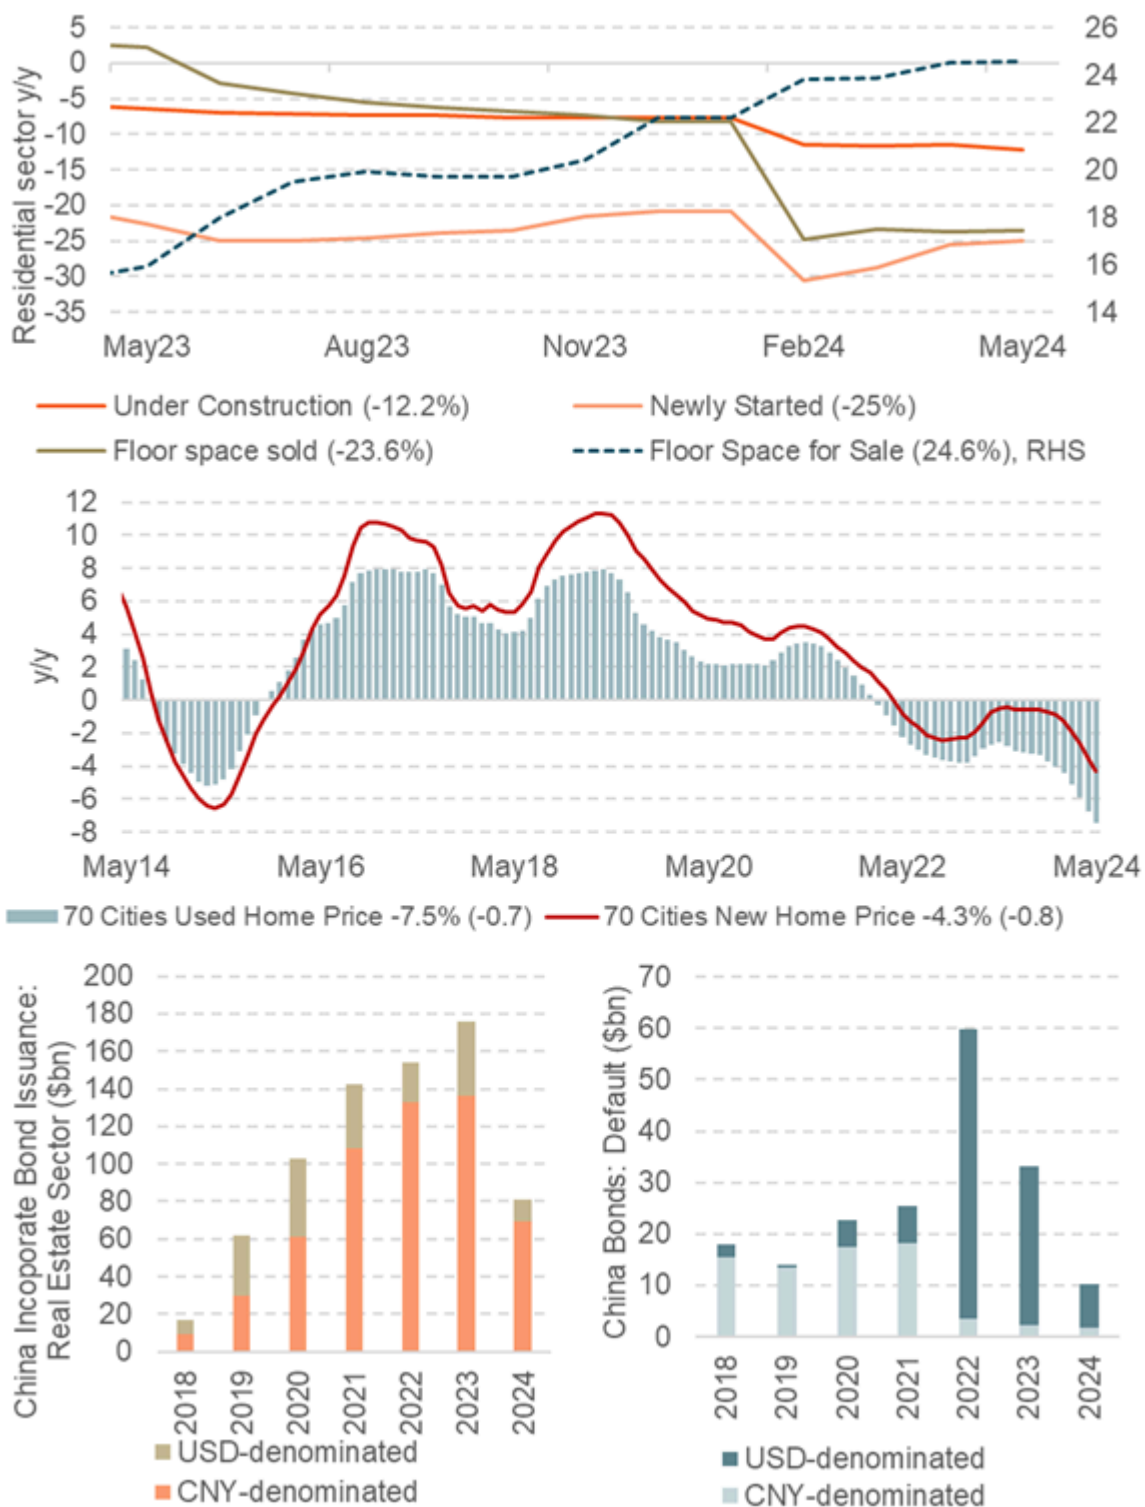 Residential sector y/y
5
0
-5
-10
-15
-20
-25
-30
-35
26
24
22
20
18
16
14
May23 Aug23 Nov23 Feb24 May24
Under Construction (-12.2%) Newly Started (-25%)
Floor space sold (-23.6%) Floor Space for Sale (24.6%), RHS
y/y
12
10
8
6
4
2
0
-2
-4
-6
-8
May14 May16 May18 May20 May22 May24
70 Cities Used Home Price -7.5% (-0.7) 70 Cities New Home Price -4.3% (-0.8)
China Incoporate Bond Issuance:
Real Estate Sector ($bn)
200
180
160
140
120
100
80
60
40
20
0
2018 2019 2020 2021 2022 2023 2024
USD-denominated
CNY-denominated
China Bonds: Default ($bn)
70
60
50
40
30
20
10
0
2018 2019 2020 2021 2022 2023 2024
USD-denominated
CNY-denominated